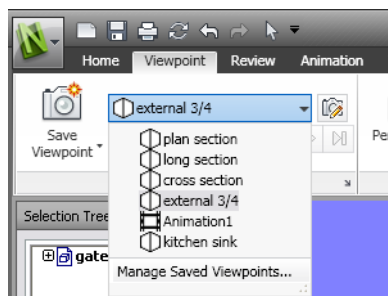 Home Viewpoint Review Animation
external 3/4
Save
Viewpoint
Pe
plan section
long section
cross section
external 3/4
Animation1
kitchen sink
Manage Saved Viewpoints...
Selection Tree
gate